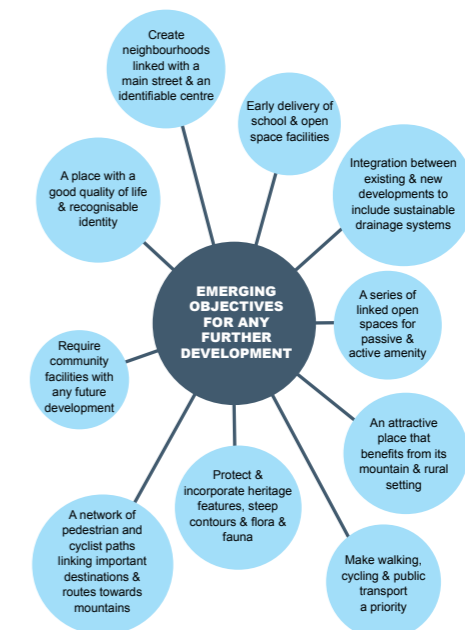 Create
neighbourhoods
linked with a
main street & an
identifiable centre
Early delivery of
school & open
space facilities
Integration between
existing & new
developments to
include sustainable
drainage systems
A place with a
good quality of life
& recognisable
identity
EMERGING
OBJECTIVES
FOR ANY
FURTHER
DEVELOPMENT
A series of
linked open
spaces for
passive &
active amenity
Require
community
facilities with
any future
development
An attractive
place that
benefits from its
mountain & rural
setting
Protect &
incorporate heritage
features, steep
contours & flora &
fauna
A network of
pedestrian and
cyclist paths
linking important
destinations &
routes towards
mountains
Make walking,
cycling & public
transport
a priority